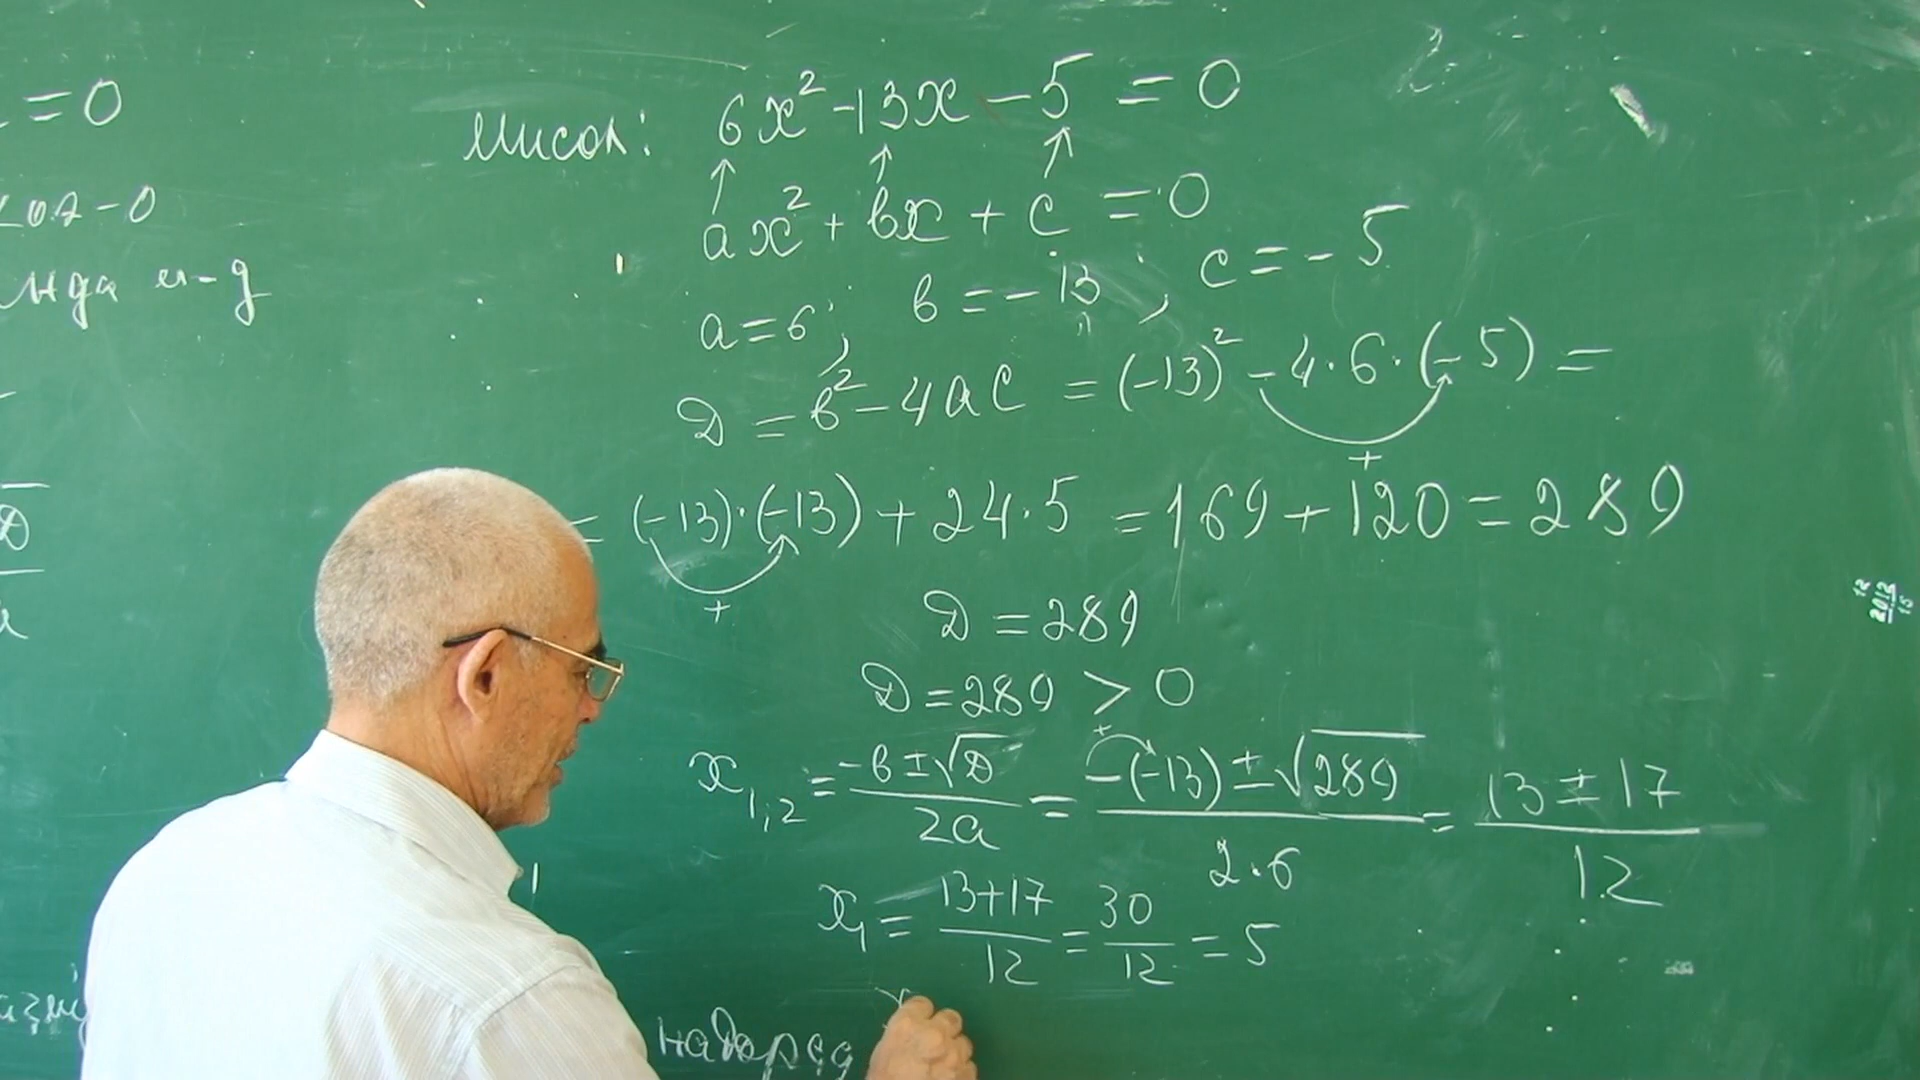 = 0
Мисол: 6x² - 13x - 5 = 0
ax² + bx + c = 0
нда
a = 6; b = -13; c = -5
D = b² - 4ac = (-13)² - 4·6·(-5) =
+
= (-13)·(-13) + 24·5 = 169 + 120 = 289
+
D = 289
D = 289 > 0
x₁,₂ = (-b ± √D)/(2a) = (-(-13) ± √289)/(2·6) = (13 ± 17)/12
+
x₁ = (13+17)/12 = 30/12 = 5